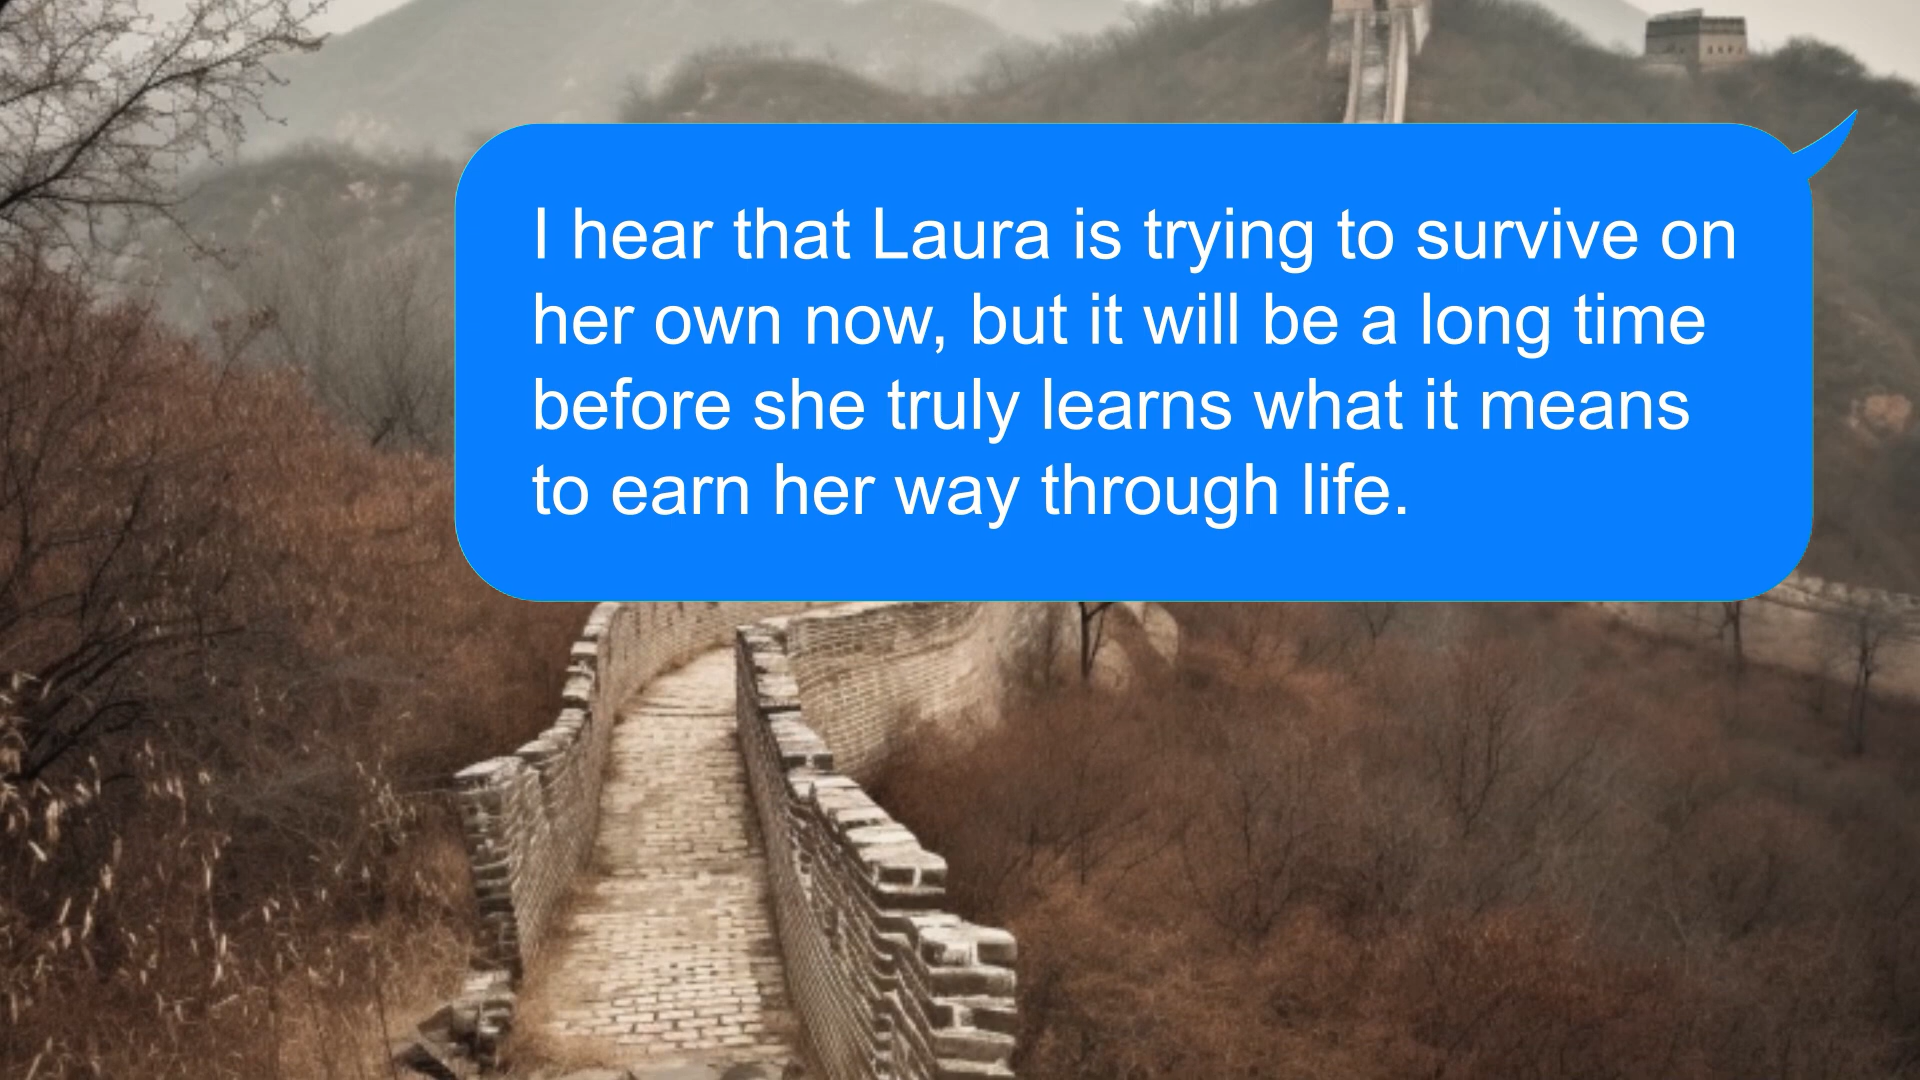 I hear that Laura is trying to survive on
her own now, but it will be a long time
before she truly learns what it means
to earn her way through life.